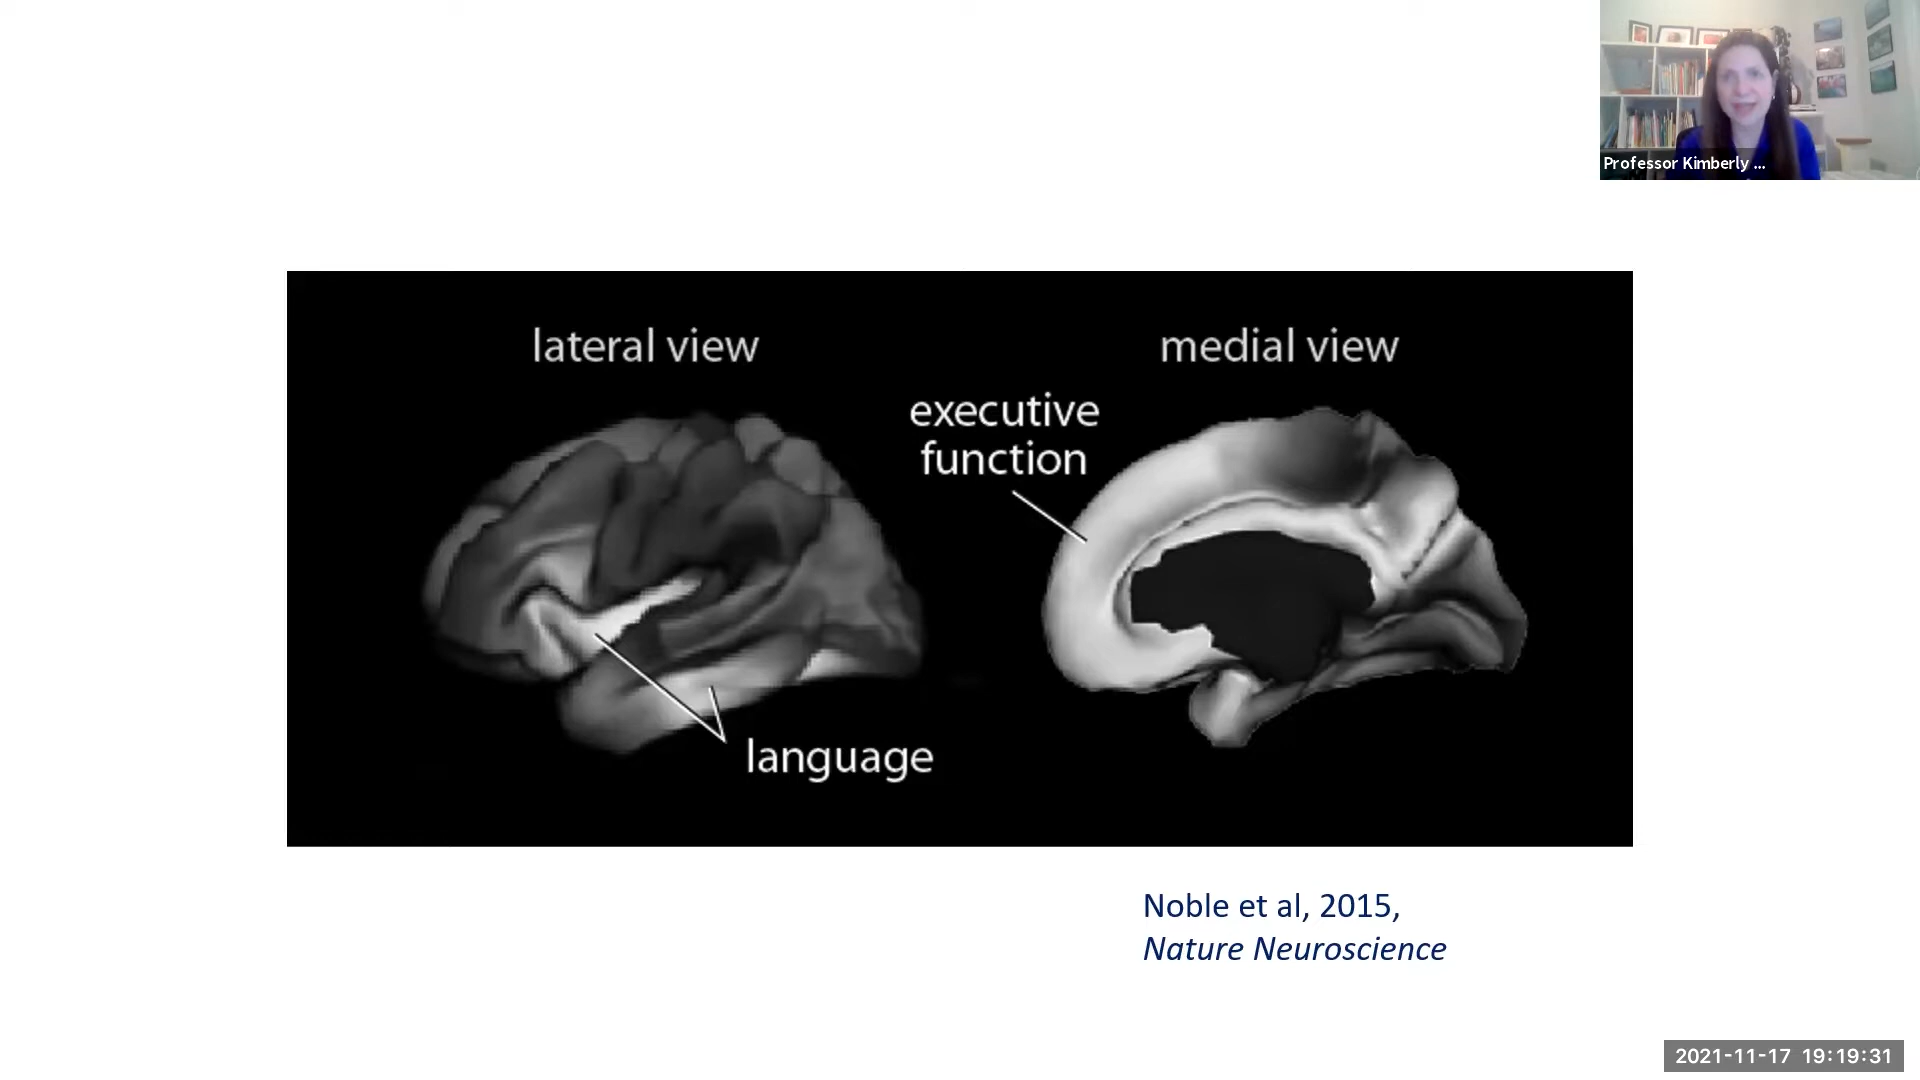 Professor Kimberly ...
lateral view
medial view
executive
function
language
Noble et al, 2015,
Nature Neuroscience
2021-11-17 19:19:31